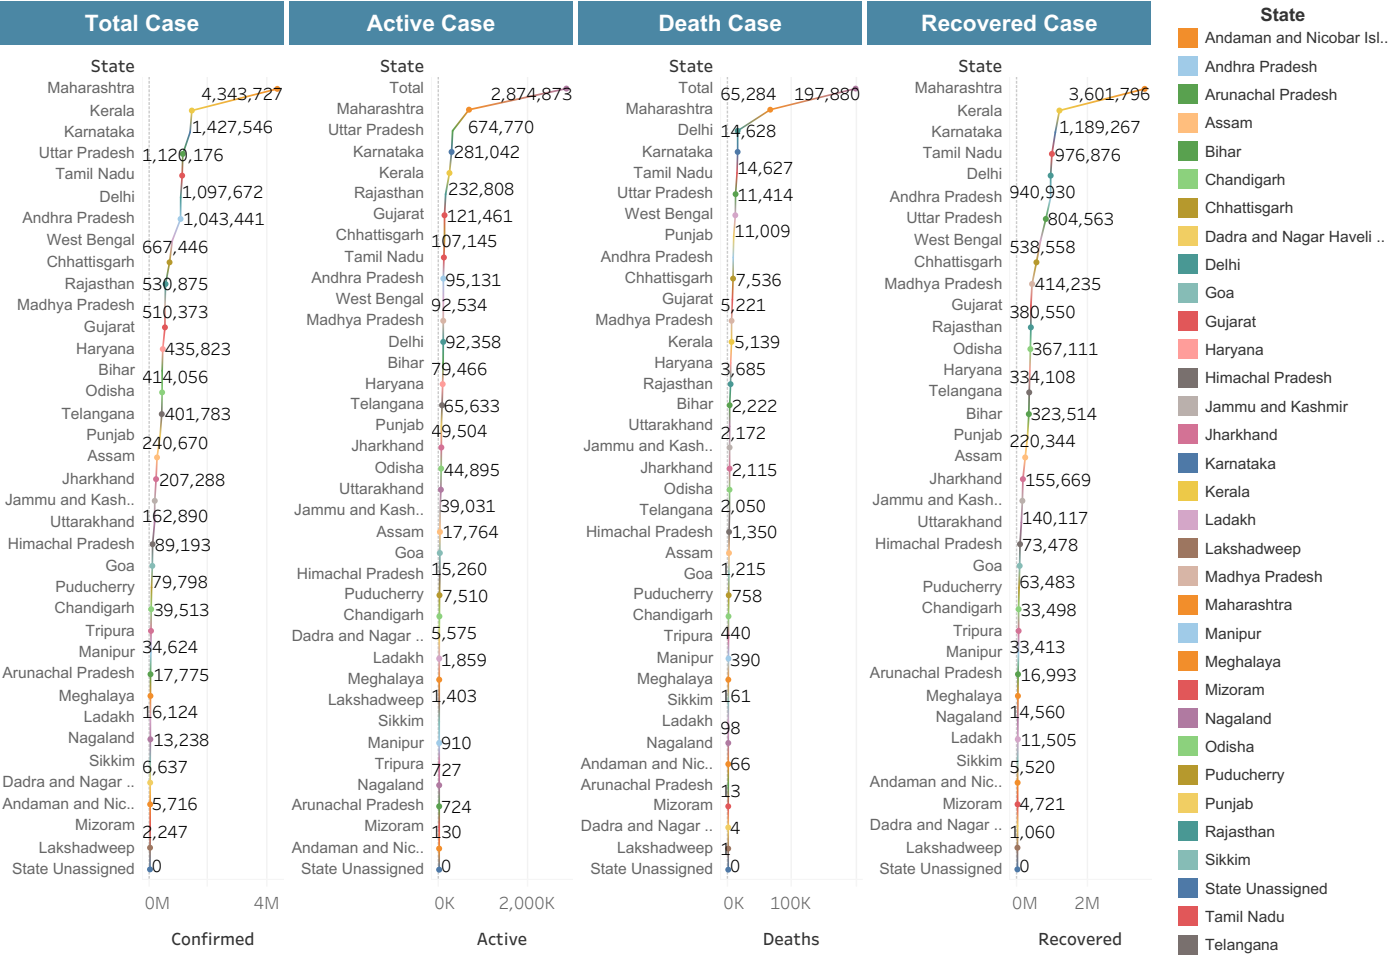 Total Case
State
Maharashtra 4,343,727
Kerala
Karnataka 1,427,546
Uttar Pradesh 1,120,176
Tamil Nadu
Delhi 1,097,672
Andhra Pradesh 1,043,441
West Bengal 667,446
Chhattisgarh
Rajasthan 530,875
Madhya Pradesh 510,373
Gujarat
Haryana 435,823
Bihar 414,056
Odisha
Telangana 401,783
Punjab 240,670
Assam
Jharkhand 207,288
Jammu and Kash..
Uttarakhand 162,890
Himachal Pradesh 89,193
Goa
Puducherry 79,798
Chandigarh 39,513
Tripura
Manipur 34,624
Arunachal Pradesh 17,775
Meghalaya
Ladakh 16,124
Nagaland 13,238
Sikkim 6,637
Dadra and Nagar ..
Andaman and Nic.. 5,716
Mizoram 2,247
Lakshadweep
State Unassigned 0
0M 4M
Confirmed
Active Case
State
Total 2,874,873
Maharashtra
Uttar Pradesh 674,770
Karnataka 281,042
Kerala
Rajasthan 232,808
Gujarat 121,461
Chhattisgarh 107,145
Tamil Nadu
Andhra Pradesh 95,131
West Bengal 92,534
Madhya Pradesh
Delhi 92,358
Bihar 79,466
Haryana
Telangana 65,633
Punjab 49,504
Jharkhand
Odisha 44,895
Uttarakhand
Jammu and Kash.. 39,031
Assam 17,764
Goa
Himachal Pradesh 15,260
Puducherry 7,510
Chandigarh
Dadra and Nagar .. 5,575
Ladakh 1,859
Meghalaya
Lakshadweep 1,403
Sikkim
Manipur 910
Tripura 727
Nagaland
Arunachal Pradesh 724
Mizoram 130
Andaman and Nic..
State Unassigned 0
0K 2,000K
Active
Death Case
State
Total 65,284 197,880
Maharashtra
Delhi 14,628
Karnataka
Tamil Nadu 14,627
Uttar Pradesh 11,414
West Bengal
Punjab 11,009
Andhra Pradesh
Chhattisgarh 7,536
Gujarat 5,221
Madhya Pradesh
Kerala 5,139
Haryana 3,685
Rajasthan
Bihar 2,222
Uttarakhand 2,172
Jammu and Kash..
Jharkhand 2,115
Odisha
Telangana 2,050
Himachal Pradesh 1,350
Assam
Goa 1,215
Puducherry 758
Chandigarh
Tripura 440
Manipur 390
Meghalaya
Sikkim 161
Ladakh 98
Nagaland
Andaman and Nic.. 66
Arunachal Pradesh 13
Mizoram
Dadra and Nagar .. 4
Lakshadweep 1
State Unassigned 0
0K 100K
Deaths
Recovered Case
State
Maharashtra 3,601,796
Kerala
Karnataka 1,189,267
Tamil Nadu 976,876
Delhi
Andhra Pradesh 940,930
Uttar Pradesh 804,563
West Bengal 538,558
Chhattisgarh
Madhya Pradesh 414,235
Gujarat 380,550
Rajasthan
Odisha 367,111
Haryana 334,108
Telangana
Bihar 323,514
Punjab 220,344
Assam
Jharkhand 155,669
Jammu and Kash..
Uttarakhand 140,117
Himachal Pradesh 73,478
Goa
Puducherry 63,483
Chandigarh 33,498
Tripura
Manipur 33,413
Arunachal Pradesh 16,993
Meghalaya
Nagaland 14,560
Ladakh 11,505
Sikkim 5,520
Andaman and Nic..
Mizoram 4,721
Dadra and Nagar .. 1,060
Lakshadweep
State Unassigned 0
0M 2M
Recovered
State
Andaman and Nicobar Isl..
Andhra Pradesh
Arunachal Pradesh
Assam
Bihar
Chandigarh
Chhattisgarh
Dadra and Nagar Haveli ..
Delhi
Goa
Gujarat
Haryana
Himachal Pradesh
Jammu and Kashmir
Jharkhand
Karnataka
Kerala
Ladakh
Lakshadweep
Madhya Pradesh
Maharashtra
Manipur
Meghalaya
Mizoram
Nagaland
Odisha
Puducherry
Punjab
Rajasthan
Sikkim
State Unassigned
Tamil Nadu
Telangana